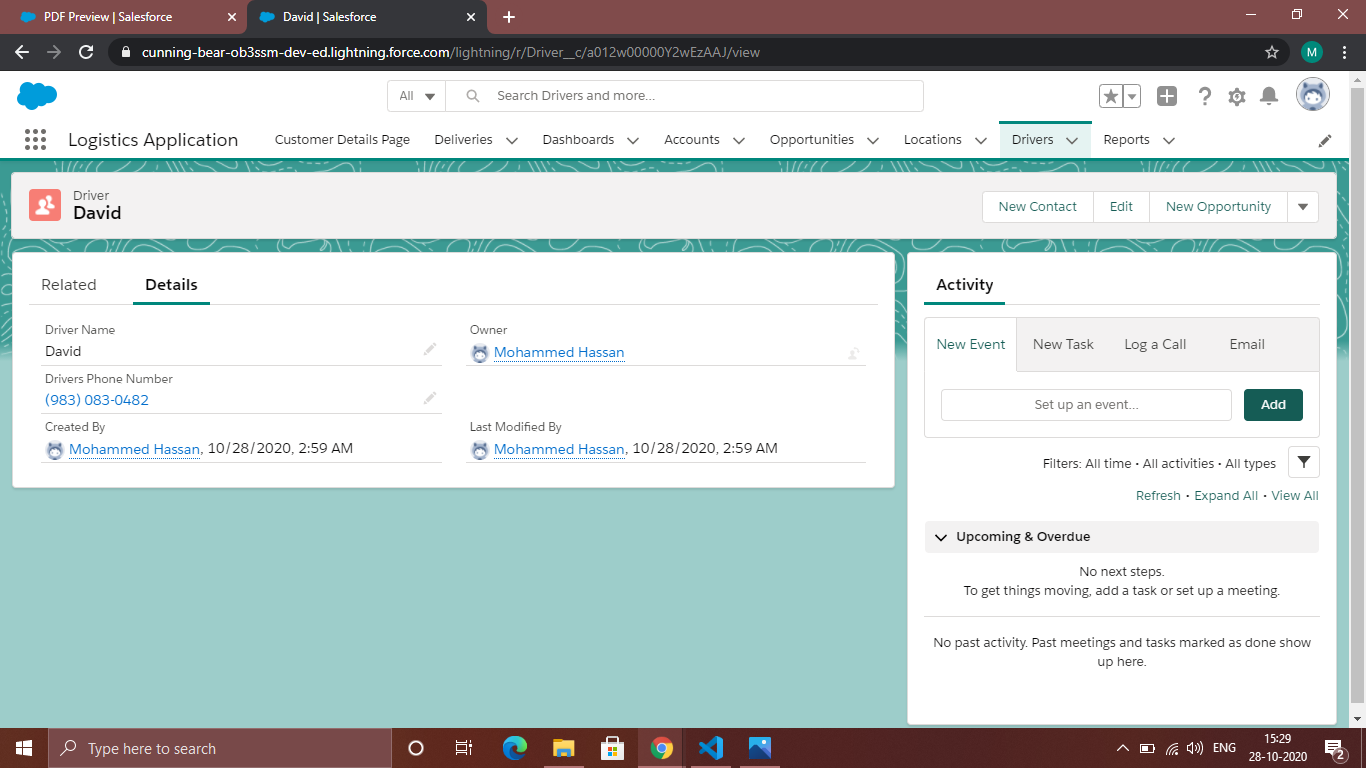 PDF Preview | Salesforce
David | Salesforce
cunning-bear-ob3ssm-dev-ed.lightning.force.com/lightning/r/Driver__c/a012w00000Y2wEzAAJ/view
M
All
Search Drivers and more...
Logistics Application
Customer Details Page
Deliveries
Dashboards
Accounts
Opportunities
Locations
Drivers
Reports
Driver
David
New Contact
Edit
New Opportunity
Related
Details
Driver Name
David
Owner
Mohammed Hassan
Drivers Phone Number
(983) 083-0482
Created By
Mohammed Hassan, 10/28/2020, 2:59 AM
Last Modified By
Mohammed Hassan, 10/28/2020, 2:59 AM
Activity
New Event
New Task
Log a Call
Email
Set up an event...
Add
Filters: All time • All activities • All types
Refresh • Expand All • View All
Upcoming & Overdue
No next steps.
To get things moving, add a task or set up a meeting.
No past activity. Past meetings and tasks marked as done show
up here.
Type here to search
ENG
15:29
28-10-2020
2